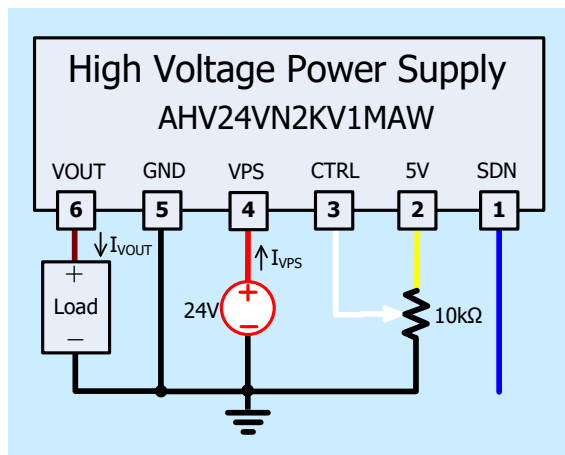 High Voltage Power Supply
AHV24VN2KV1MAW
VOUT GND VPS CTRL 5V SDN
6 5 4 3 2 1
IVOUT
IVPS
+
Load
−
+
24V
−
10kΩ